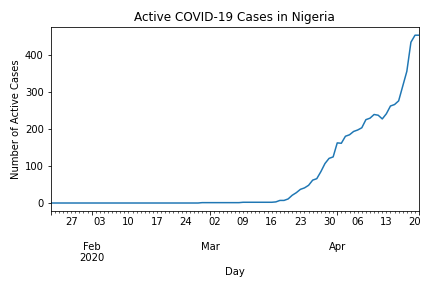 Active COVID-19 Cases in Nigeria
Number of Active Cases
400
300
200
100
0
27 03 10 17 24 02 09 16 23 30 06 13 20
Feb Mar Apr
2020
Day